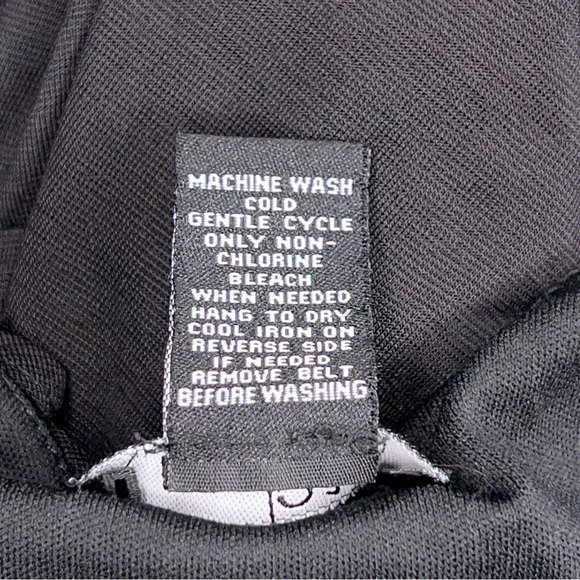 MACHINE WASH
COLD
GENTLE CYCLE
ONLY NON-
CHLORINE
BLEACH
WHEN NEEDED
HANG TO DRY
COOL IRON ON
REVERSE SIDE
IF NEEDED
REMOVE BELT
BEFORE WASHING